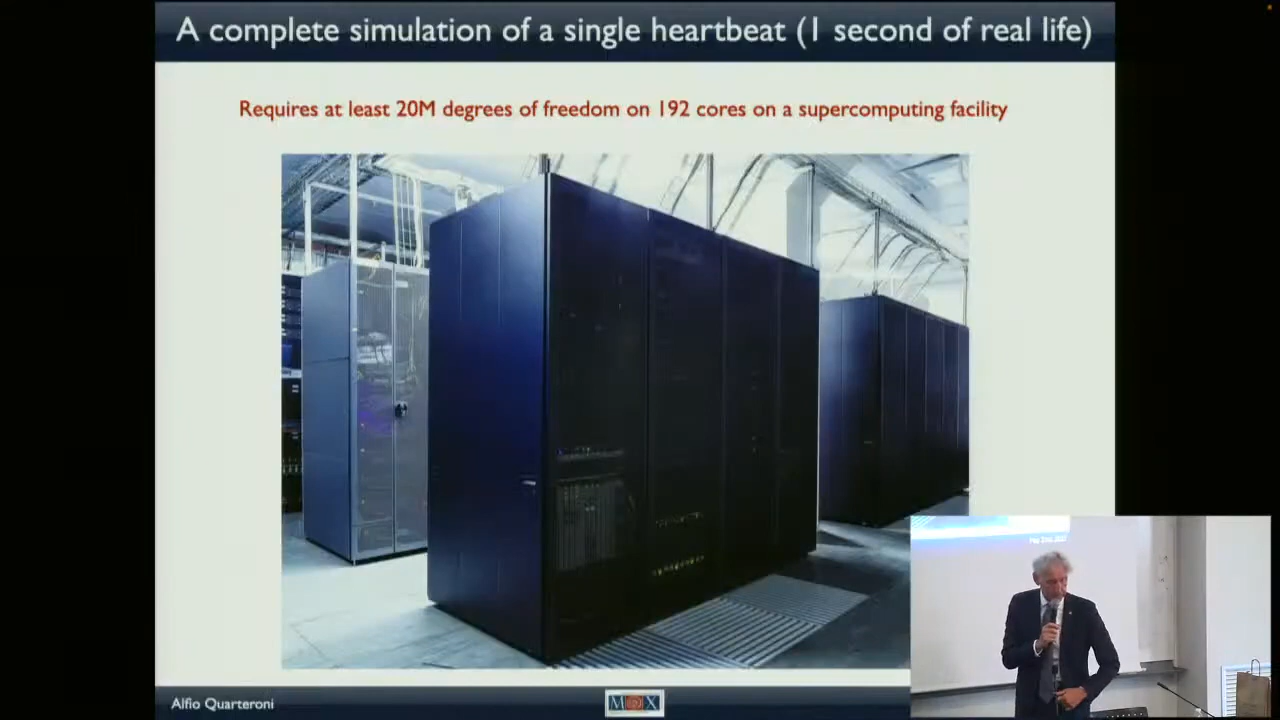 A complete simulation of a single heartbeat (1 second of real life)
Requires at least 20M degrees of freedom on 192 cores on a supercomputing facility
Alfio Quarteroni
MOX